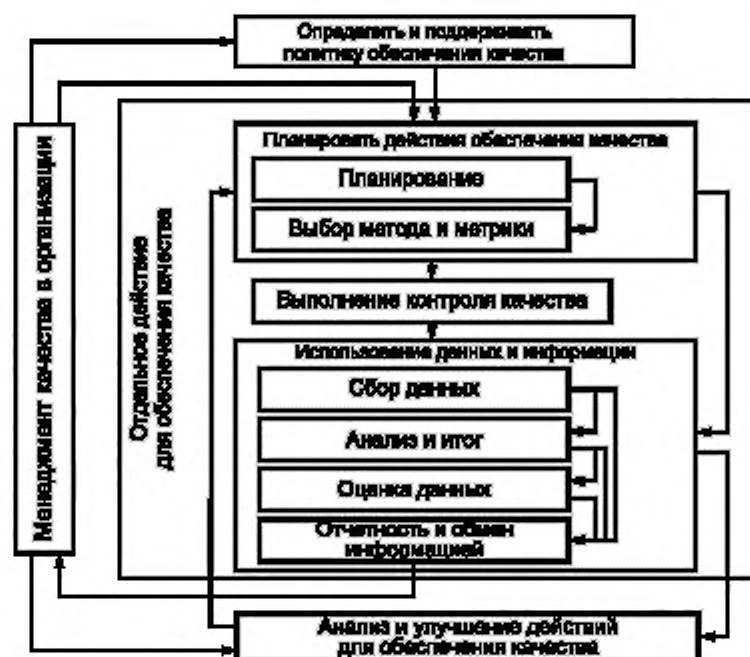 Определить и поддерживать
политику обеспечения качества
Менеджмент качества в организации
Отдельное действие
для обеспечения качества
Планировать действия обеспечения качества
Планирование
Выбор метода и метрики
Выполнение контроля качества
Использование данных и информации
Сбор данных
Анализ и итог
Оценка данных
Отчетность и обмен
информацией
Анализ и улучшение действий
для обеспечения качества